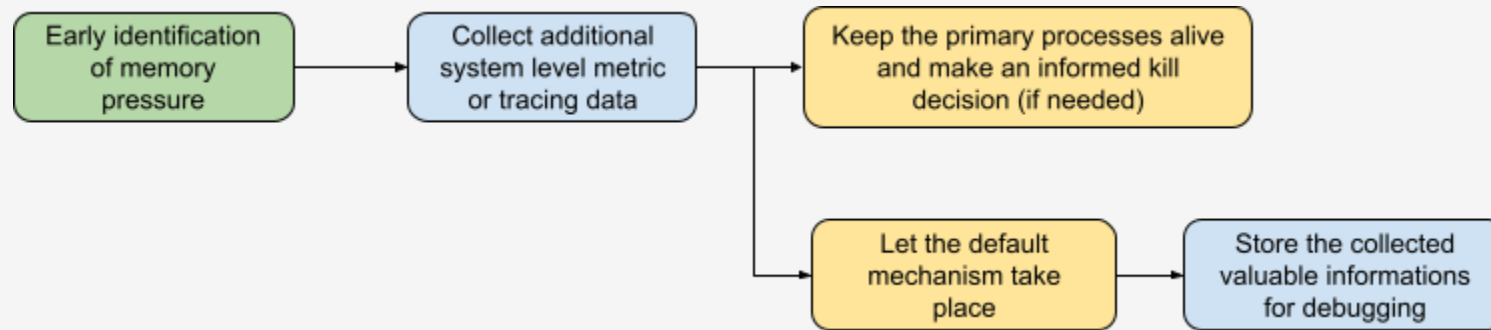 Early identification
of memory
pressure
Collect additional
system level metric
or tracing data
Keep the primary processes alive
and make an informed kill
decision (if needed)
Let the default
mechanism take
place
Store the collected
valuable informations
for debugging